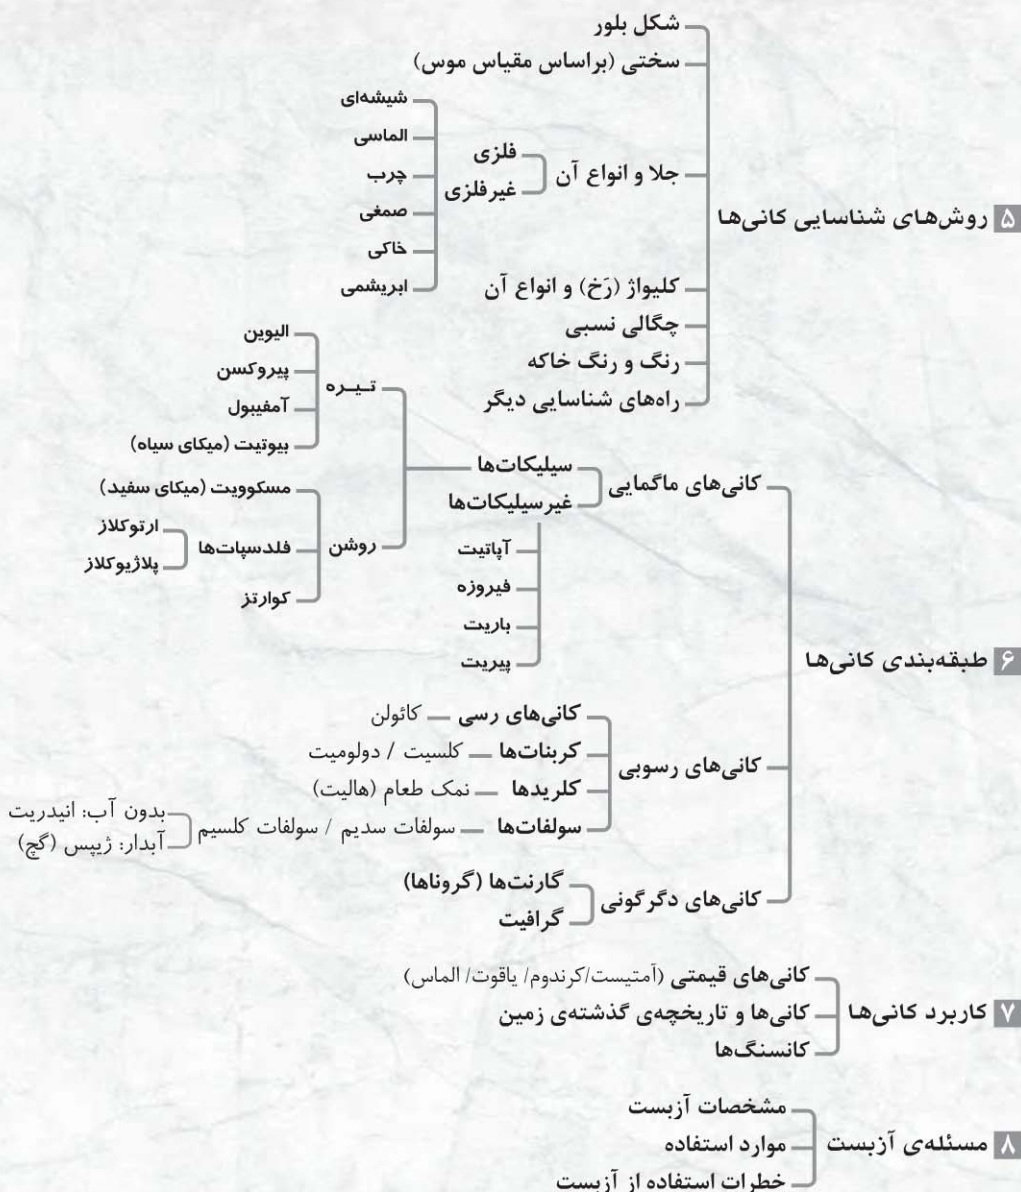 ۵ روش‌های شناسایی کانی‌ها
شکل بلور
سختی (براساس مقیاس موس)
جلا و انواع آن
فلزی
غیرفلزی
شیشه‌ای
الماسی
چرب
صمغی
خاکی
ابریشمی
کلیواژ (رَخ) و انواع آن
چگالی نسبی
رنگ و رنگ خاکه
راه‌های شناسایی دیگر
۶ طبقه‌بندی کانی‌ها
کانی‌های ماگمایی
سیلیکات‌ها
تـیـره
الیوین
پیروکسن
آمفیبول
بیوتیت (میکای سیاه)
روشن
مسکوویت (میکای سفید)
فلدسپات‌ها
ارتوکلاز
پلاژیوکلاز
کوارتز
غیرسیلیکات‌ها
آپاتیت
فیروزه
باریت
پیریت
کانی‌های رسوبی
کانی‌های رسی — کائولن
کربنات‌ها — کلسیت / دولومیت
کلریدها — نمک طعام (هالیت)
سولفات‌ها — سولفات سدیم / سولفات کلسیم
بدون آب: انیدریت
آبدار: ژیپس (گچ)
کانی‌های دگرگونی
گارنت‌ها (گروناها)
گرافیت
۷ کاربرد کانی‌ها
کانی‌های قیمتی (آمتیست/کرندوم/ یاقوت/ الماس)
کانی‌ها و تاریخچه‌ی گذشته‌ی زمین
کانسنگ‌ها
۸ مسئله‌ی آزبست
مشخصات آزبست
موارد استفاده
خطرات استفاده از آزبست